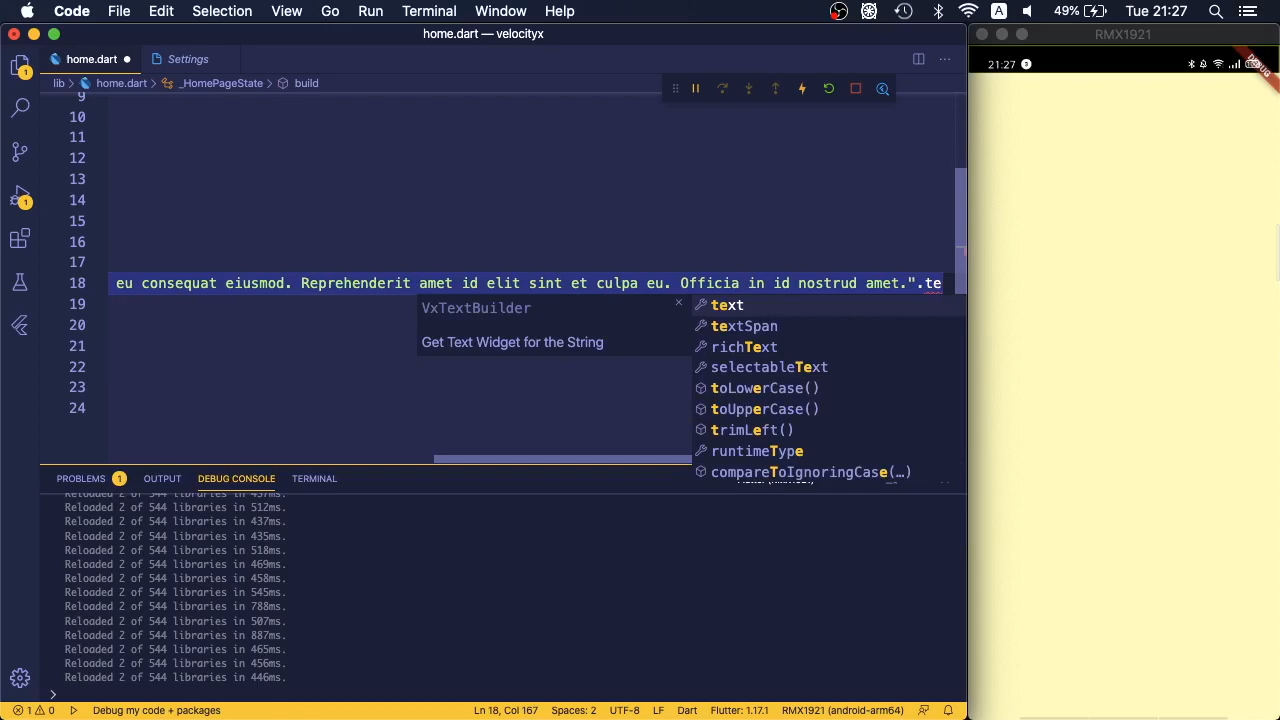 Code File Edit Selection View Go Run Terminal Window Help A 49% Tue 21:27
home.dart — velocityx
RMX1921
home.dart Settings
21:27 3 DEBUG
lib home.dart _HomePageState build
9
10
11
12
13
14
15
16
17
18 eu consequat eiusmod. Reprehenderit amet id elit sint et culpa eu. Officia in id nostrud amet.".te
19
20
21
22
23
24
VxTextBuilder
Get Text Widget for the String
text
textSpan
richText
selectableText
toLowerCase()
toUpperCase()
trimLeft()
runtimeType
compareToIgnoringCase(…)
PROBLEMS 1 OUTPUT DEBUG CONSOLE TERMINAL
Reloaded 2 of 544 libraries in 437ms.
Reloaded 2 of 544 libraries in 512ms.
Reloaded 2 of 544 libraries in 437ms.
Reloaded 2 of 544 libraries in 435ms.
Reloaded 2 of 544 libraries in 518ms.
Reloaded 2 of 544 libraries in 469ms.
Reloaded 2 of 544 libraries in 458ms.
Reloaded 2 of 544 libraries in 545ms.
Reloaded 2 of 544 libraries in 788ms.
Reloaded 2 of 544 libraries in 507ms.
Reloaded 2 of 544 libraries in 887ms.
Reloaded 2 of 544 libraries in 465ms.
Reloaded 2 of 544 libraries in 456ms.
Reloaded 2 of 544 libraries in 446ms.
1 0 Debug my code + packages Ln 18, Col 167 Spaces: 2 UTF-8 LF Dart Flutter: 1.17.1 RMX1921 (android-arm64)